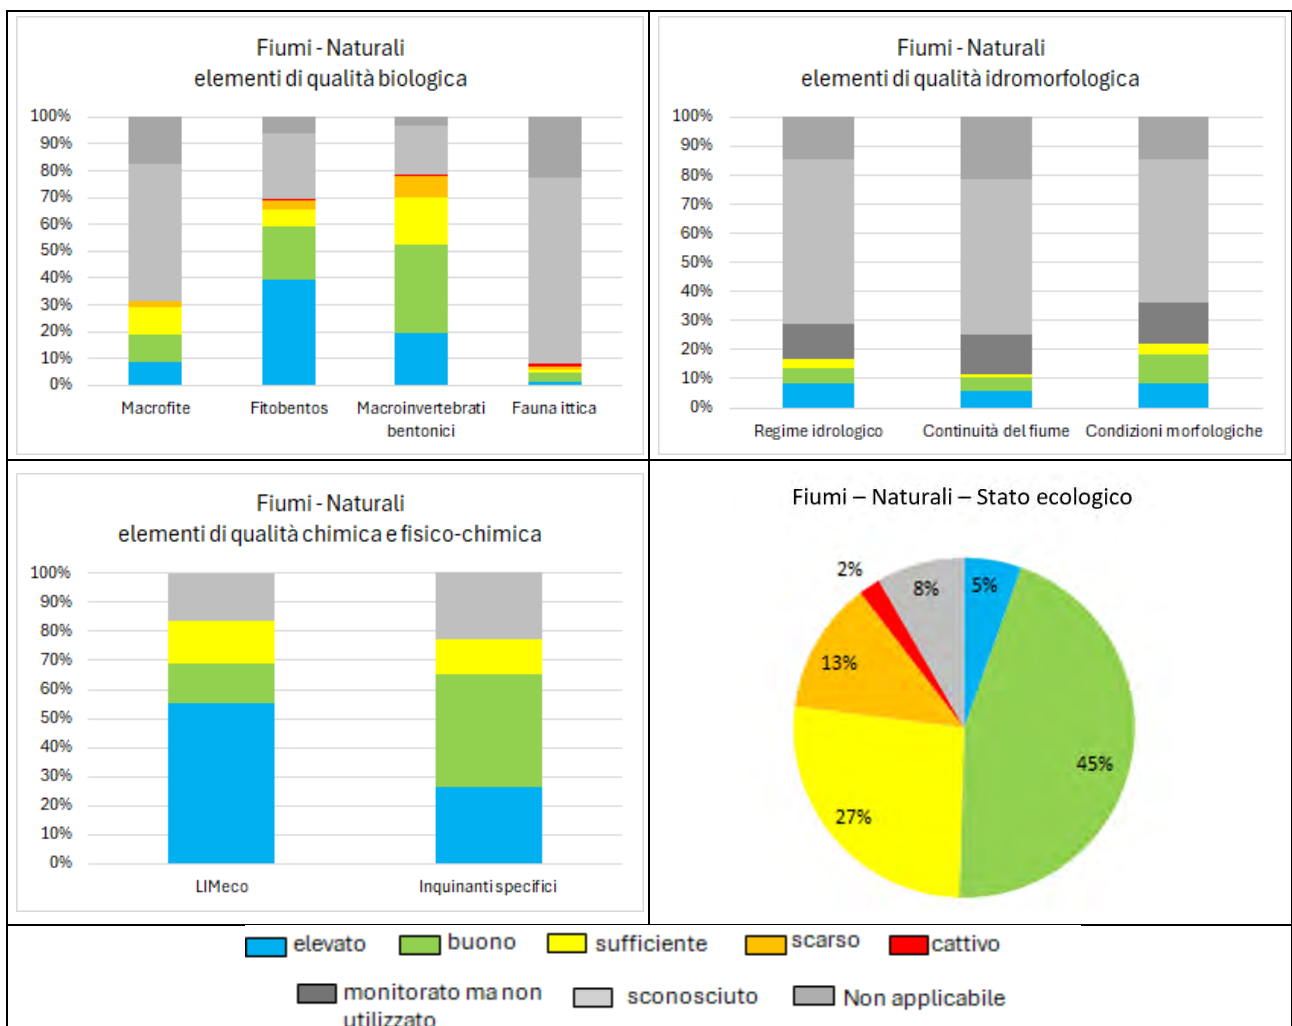 Fiumi - Naturali
elementi di qualità biologica
100%
90%
80%
70%
60%
50%
40%
30%
20%
10%
0%
Macrofite
Fitobentos
Macroinvertebrati
bentonici
Fauna ittica
Fiumi - Naturali
elementi di qualità idromorfologica
100%
90%
80%
70%
60%
50%
40%
30%
20%
10%
0%
Regime idrologico
Continuità del fiume
Condizioni morfologiche
Fiumi - Naturali
elementi di qualità chimica e fisico-chimica
100%
90%
80%
70%
60%
50%
40%
30%
20%
10%
0%
LIMeco
Inquinanti specifici
Fiumi – Naturali – Stato ecologico
2%
8%
5%
13%
45%
27%
elevato
buono
sufficiente
scarso
cattivo
monitorato ma non
utilizzato
sconosciuto
Non applicabile